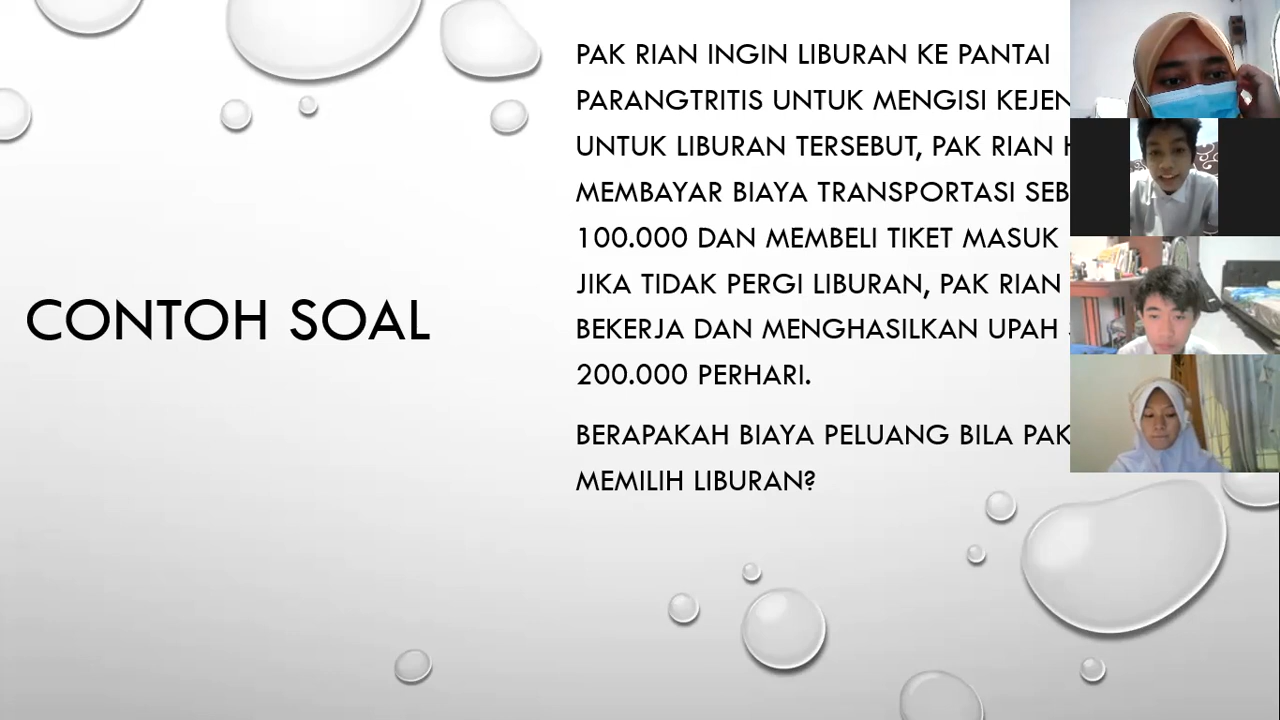 CONTOH SOAL
PAK RIAN INGIN LIBURAN KE PANTAI
PARANGTRITIS UNTUK MENGISI
UNTUK LIBURAN TERSEBUT, PAK RIAN
MEMBAYAR BIAYA TRANSPORTASI
100.000 DAN MEMBELI TIKET MASUK
JIKA TIDAK PERGI LIBURAN, PAK RIAN
BEKERJA DAN MENGHASILKAN UPAH
200.000 PERHARI.
BERAPAKAH BIAYA PELUANG BILA PAK
MEMILIH LIBURAN?